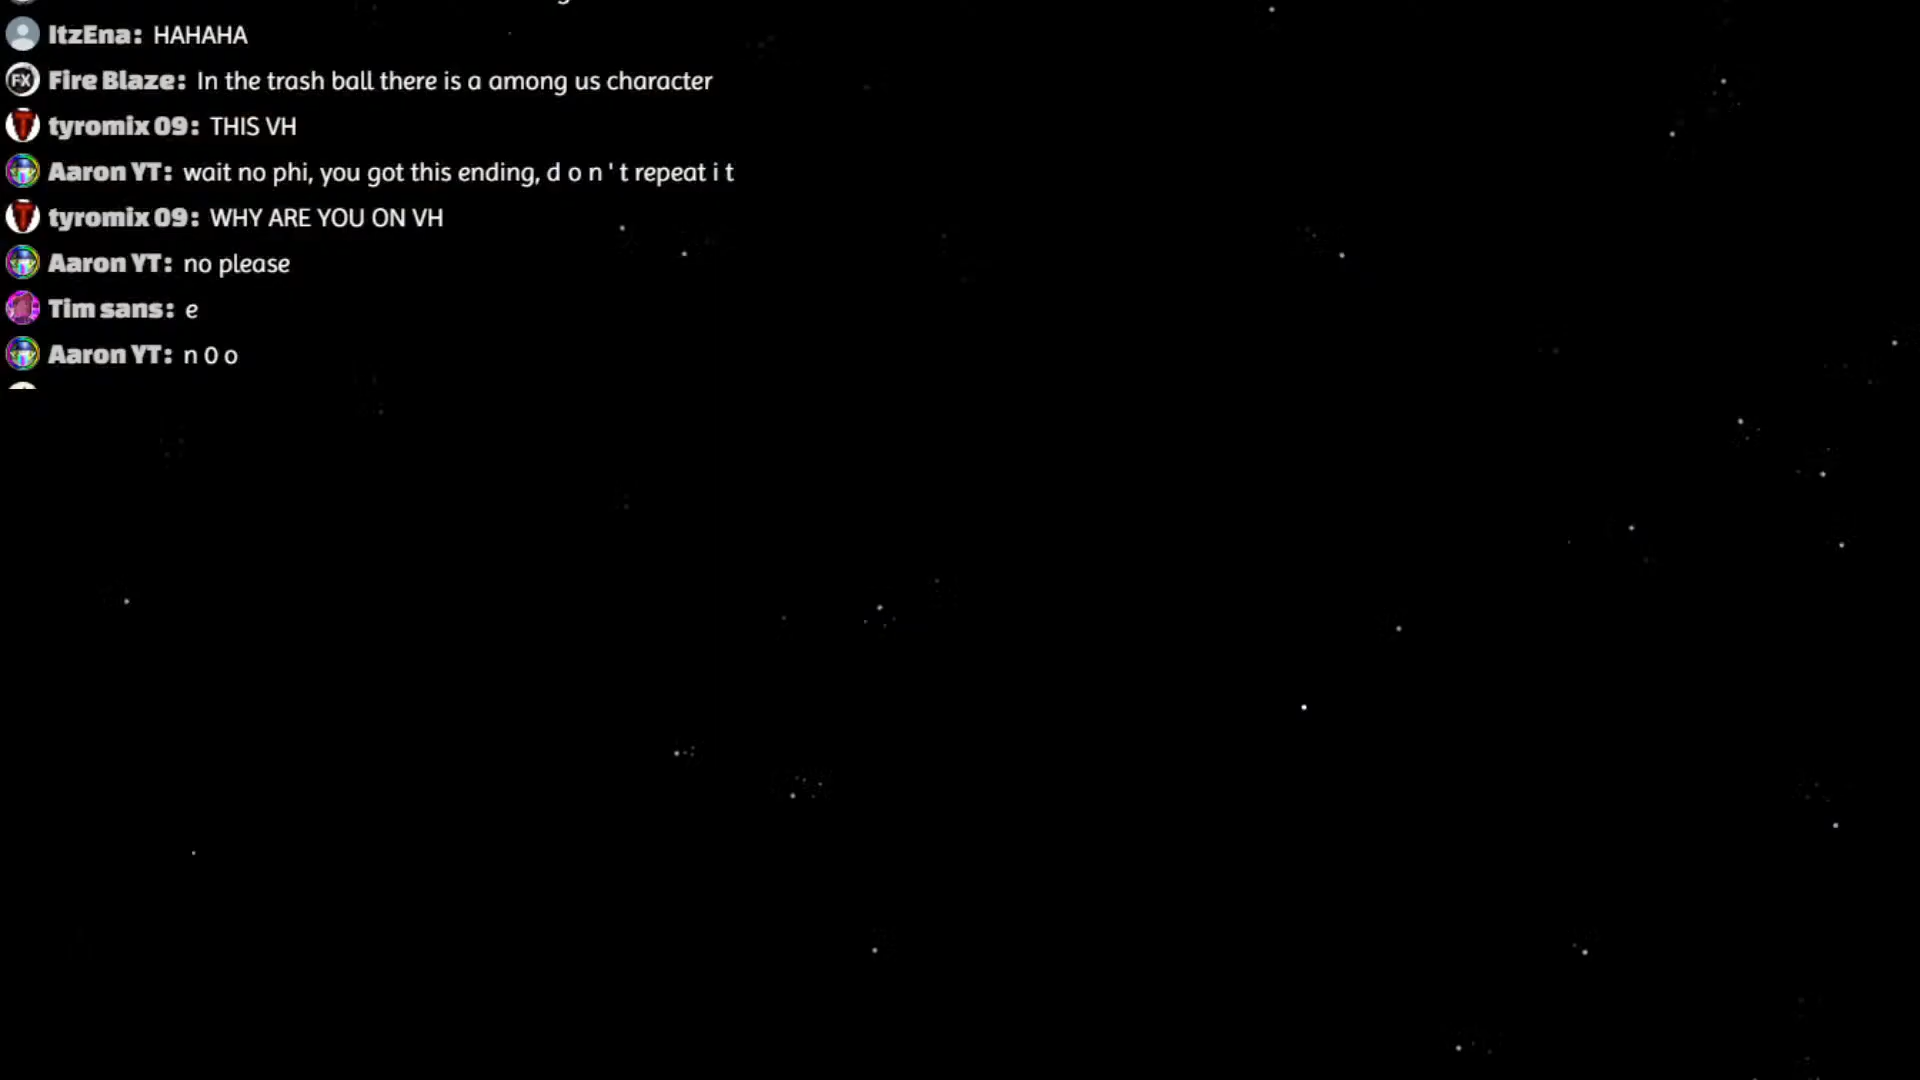 ItzEna: HAHAHA
FX Fire Blaze: In the trash ball there is a among us character
T tyromix 09: THIS VH
Aaron YT: wait no phi, you got this ending, d o n ' t repeat i t
T tyromix 09: WHY ARE YOU ON VH
Aaron YT: no please
Tim sans: e
Aaron YT: n 0 o